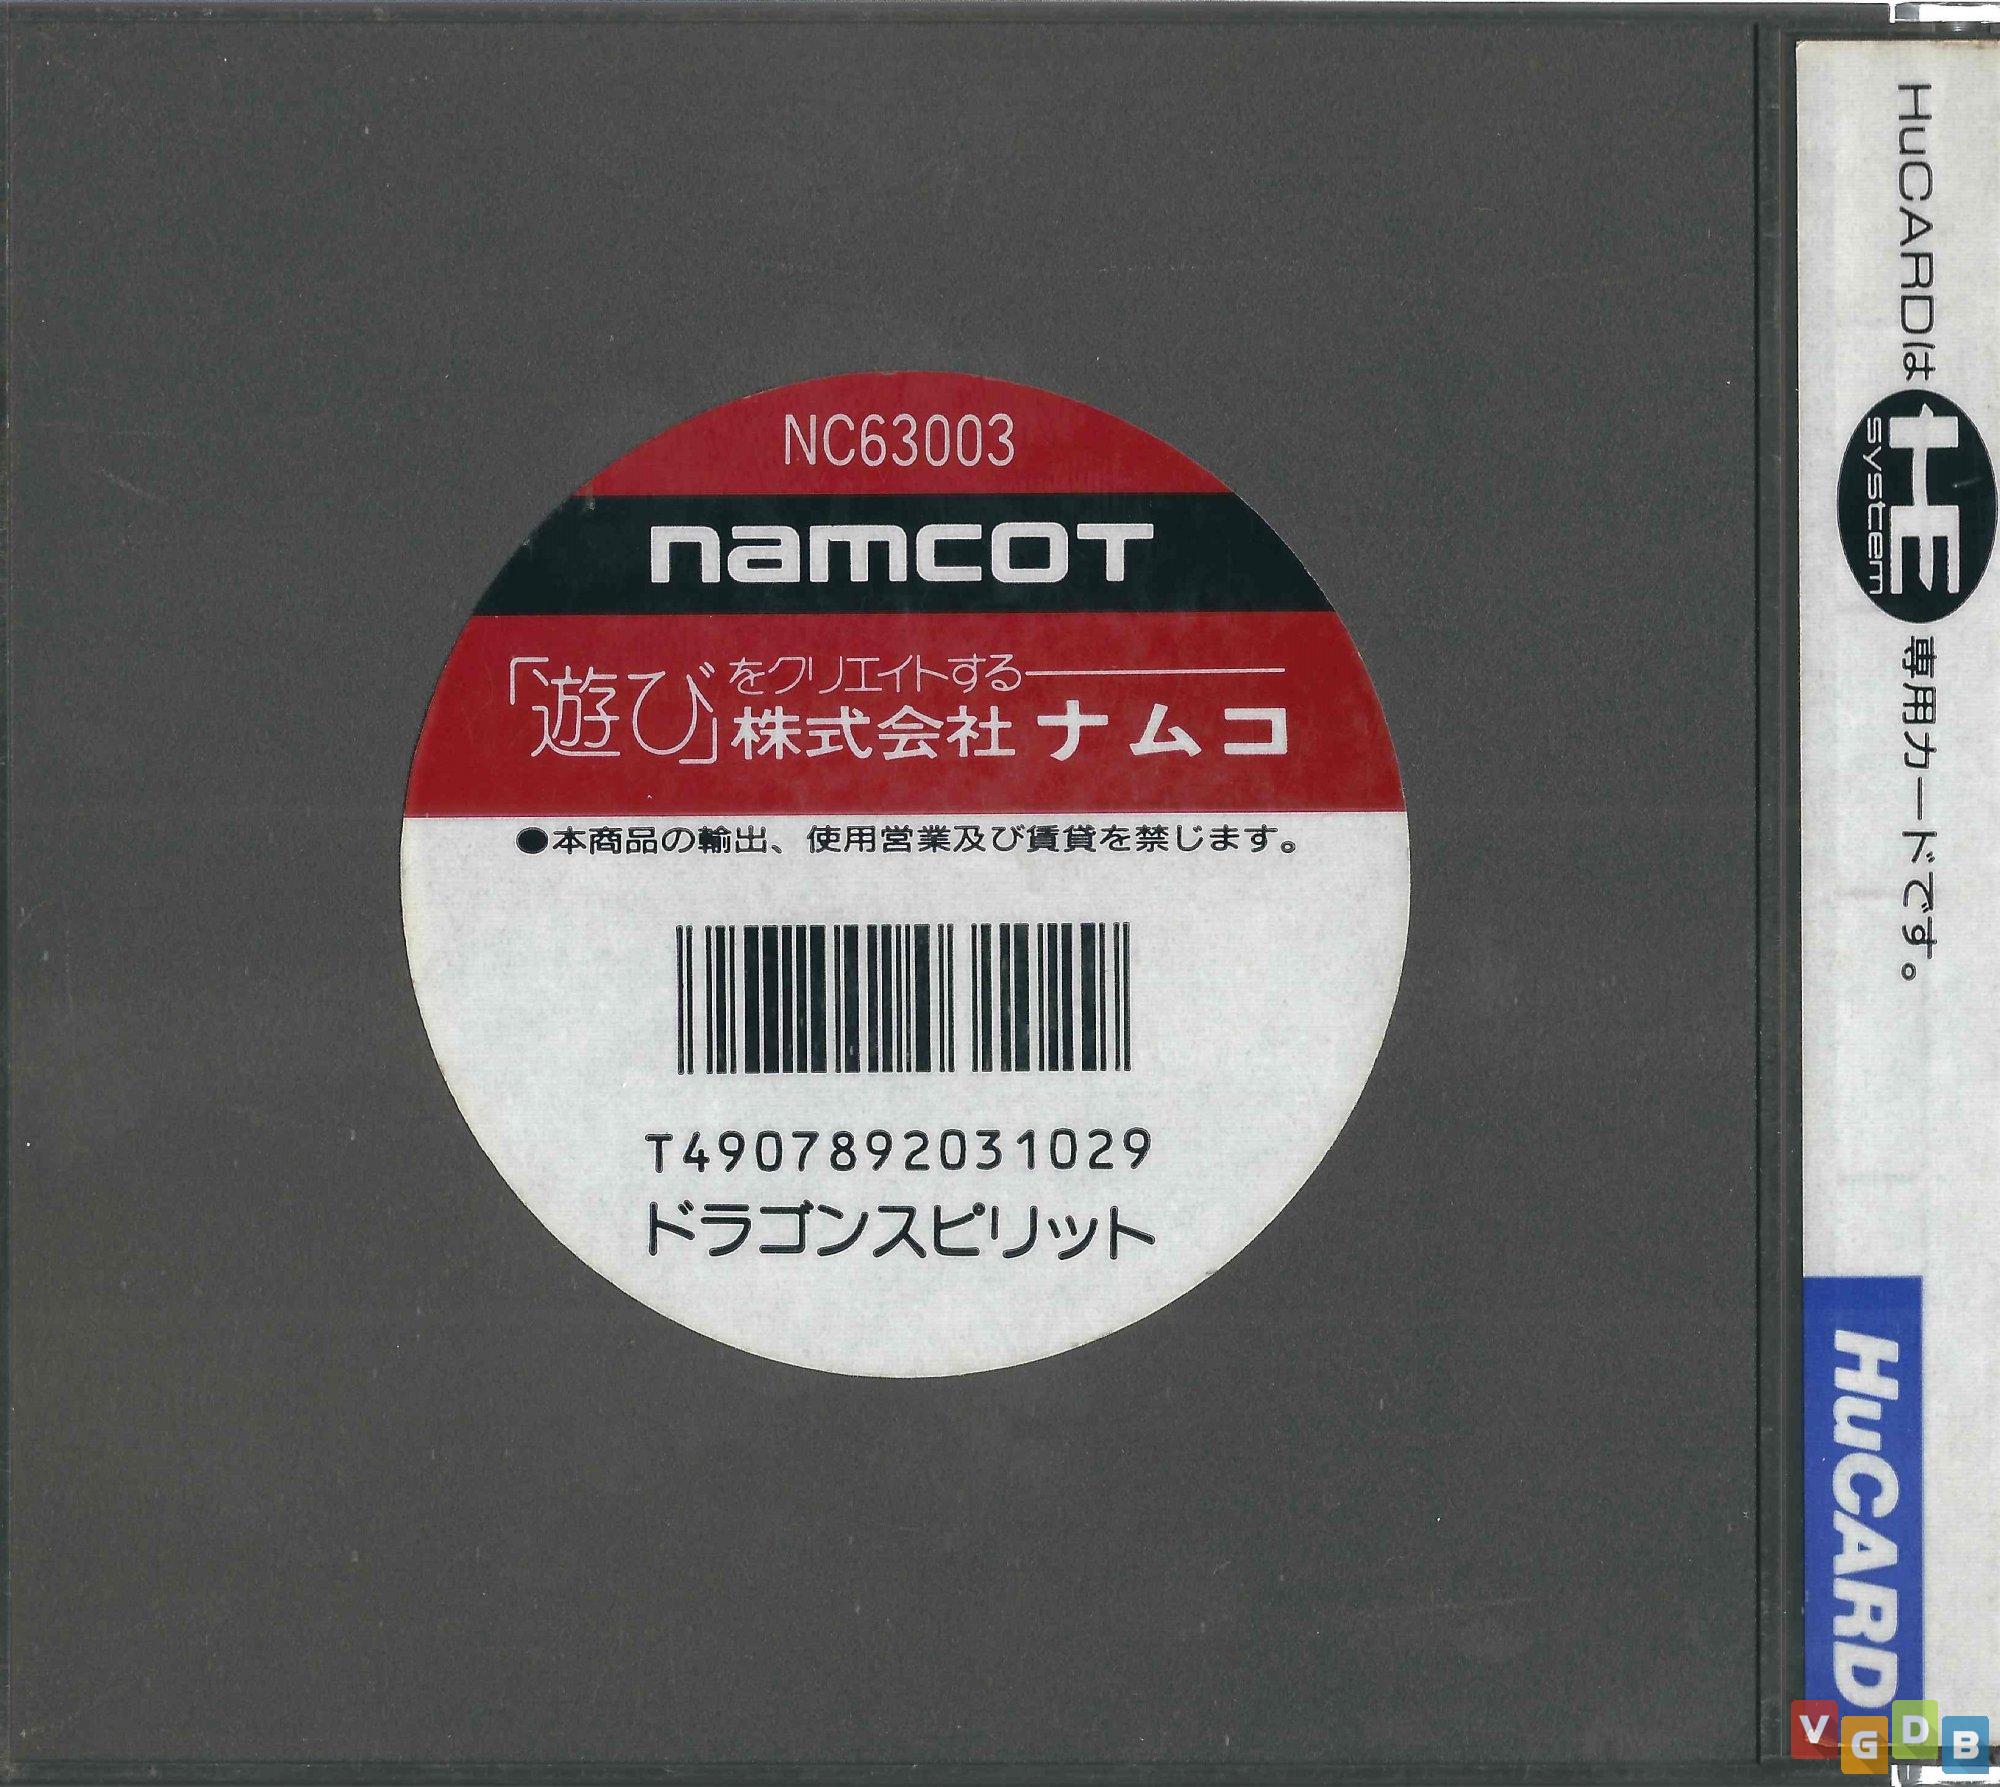 NC63003
namcot
「遊び」をクリエイトする
株式会社 ナムコ
●本商品の輸出、使用営業及び賃貸を禁じます。
T4907892031029
ドラゴンスピリット
HuCARDは HE system 専用カードです。
HuCARD
VGDB